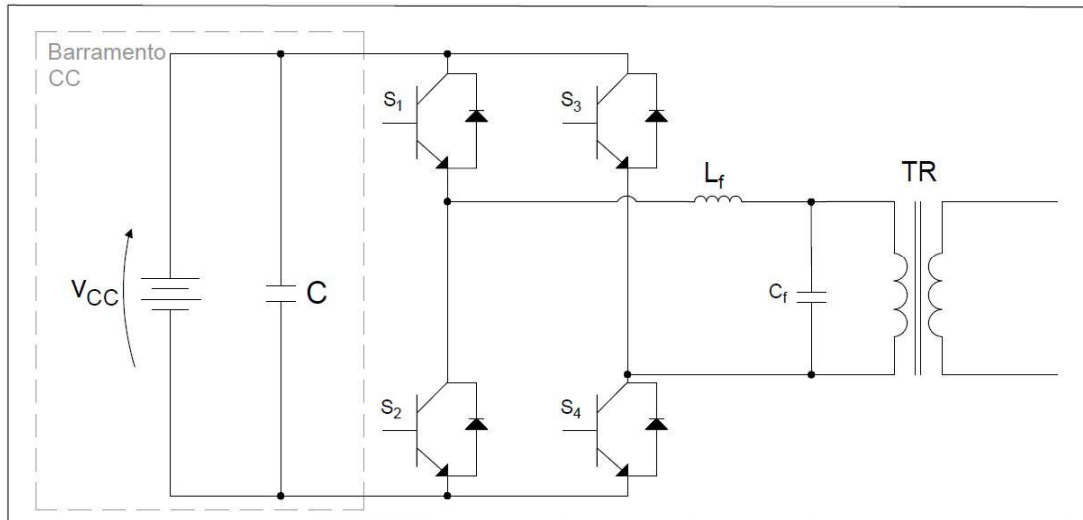 Barramento
CC
S1
S3
Lf
TR
VCC
C
Cf
S2
S4